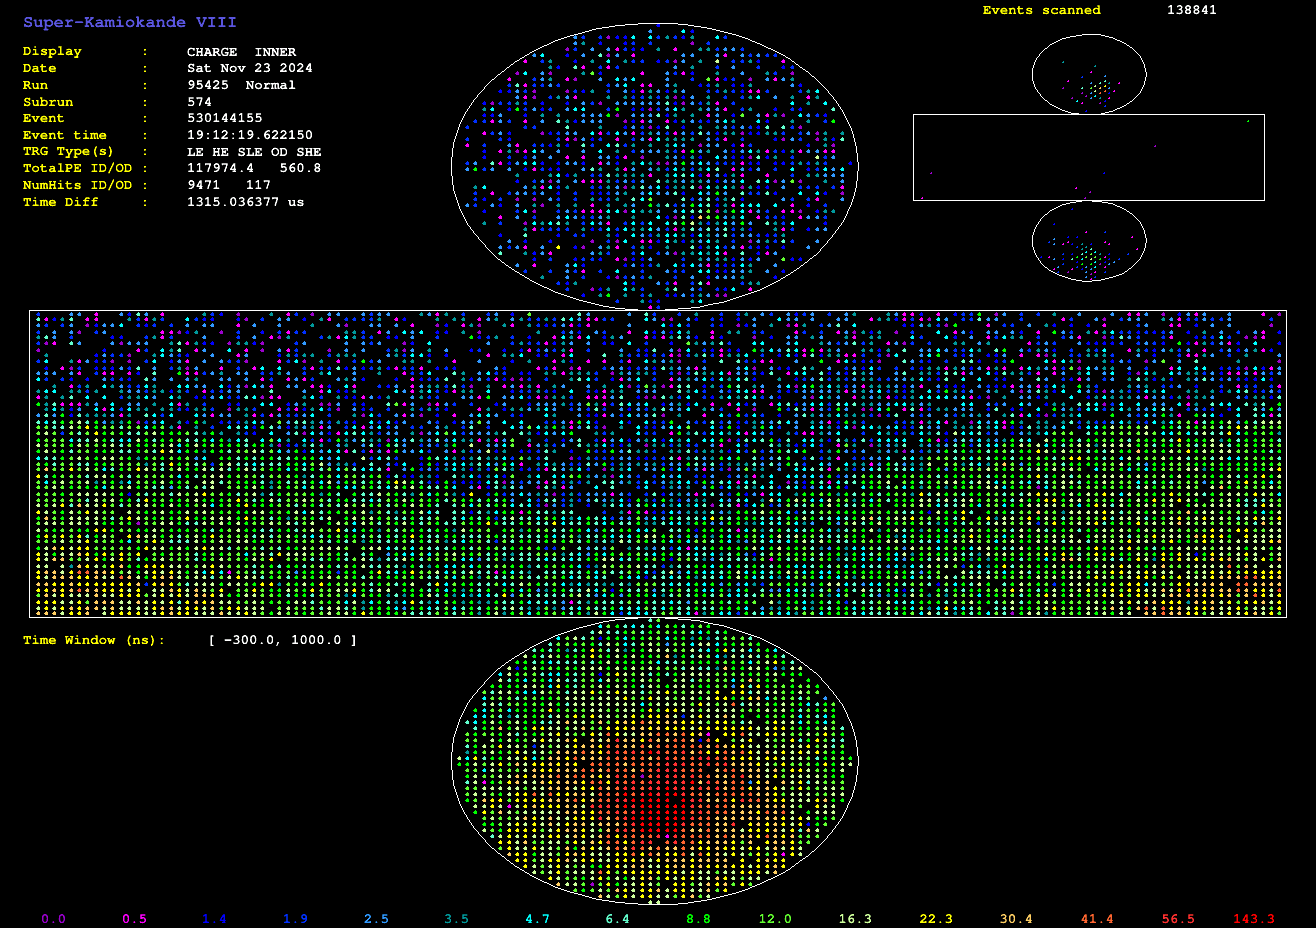 Super-Kamiokande VIII
Events scanned 138841
Display : CHARGE INNER
Date : Sat Nov 23 2024
Run : 95425 Normal
Subrun : 574
Event : 530144155
Event time : 19:12:19.622150
TRG Type(s) : LE HE SLE OD SHE
TotalPE ID/OD : 117974.4 560.8
NumHits ID/OD : 9471 117
Time Diff : 1315.036377 us
Time Window (ns): [ -300.0, 1000.0 ]
0.0 0.5 1.4 1.9 2.5 3.5 4.7 6.4 8.8 12.0 16.3 22.3 30.4 41.4 56.5 143.3